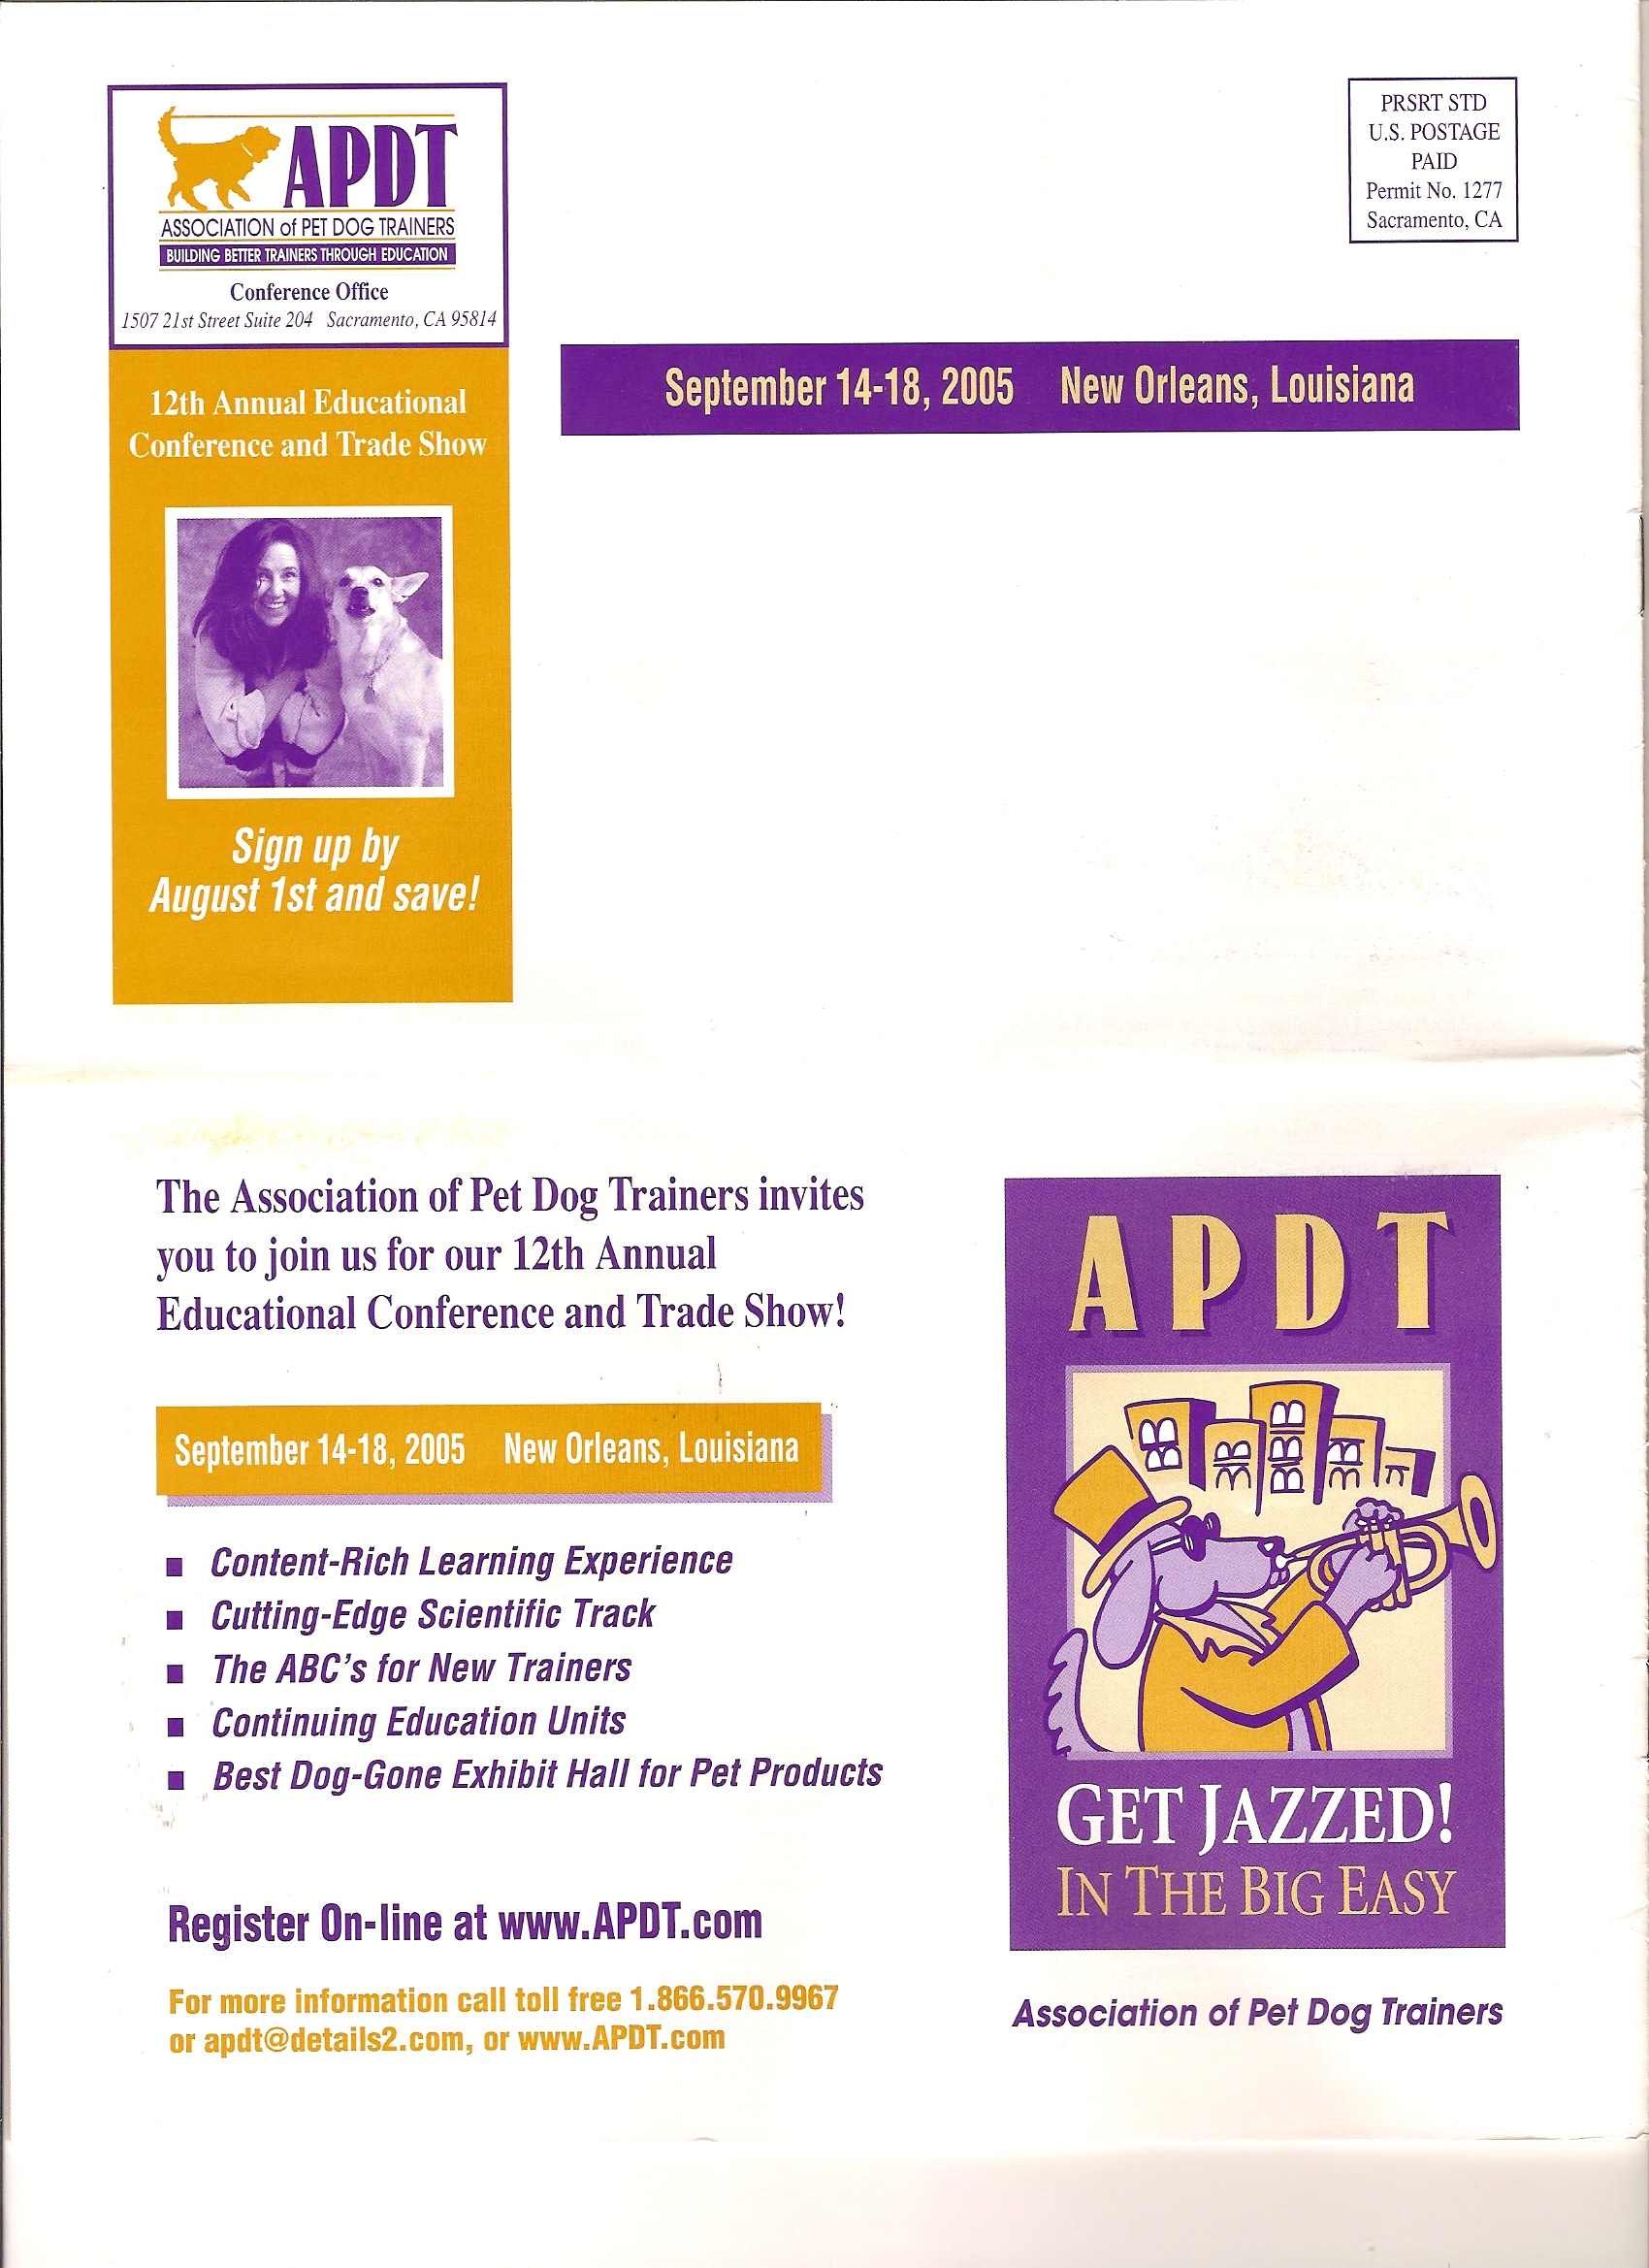 APDT
ASSOCIATION of PET DOG TRAINERS
BUILDING BETTER TRAINERS THROUGH EDUCATION
Conference Office
1507 21st Street Suite 204 Sacramento, CA 95814
PRSRT STD
U.S. POSTAGE
PAID
Permit No. 1277
Sacramento, CA
September 14-18, 2005 New Orleans, Louisiana
12th Annual Educational
Conference and Trade Show
Sign up by
August 1st and save!
The Association of Pet Dog Trainers invites
you to join us for our 12th Annual
Educational Conference and Trade Show!
September 14-18, 2005 New Orleans, Louisiana
■ Content-Rich Learning Experience
■ Cutting-Edge Scientific Track
■ The ABC's for New Trainers
■ Continuing Education Units
■ Best Dog-Gone Exhibit Hall for Pet Products
Register On-line at www.APDT.com
For more information call toll free 1.866.570.9967
or apdt@details2.com, or www.APDT.com
APDT
GET JAZZED!
IN THE BIG EASY
Association of Pet Dog Trainers